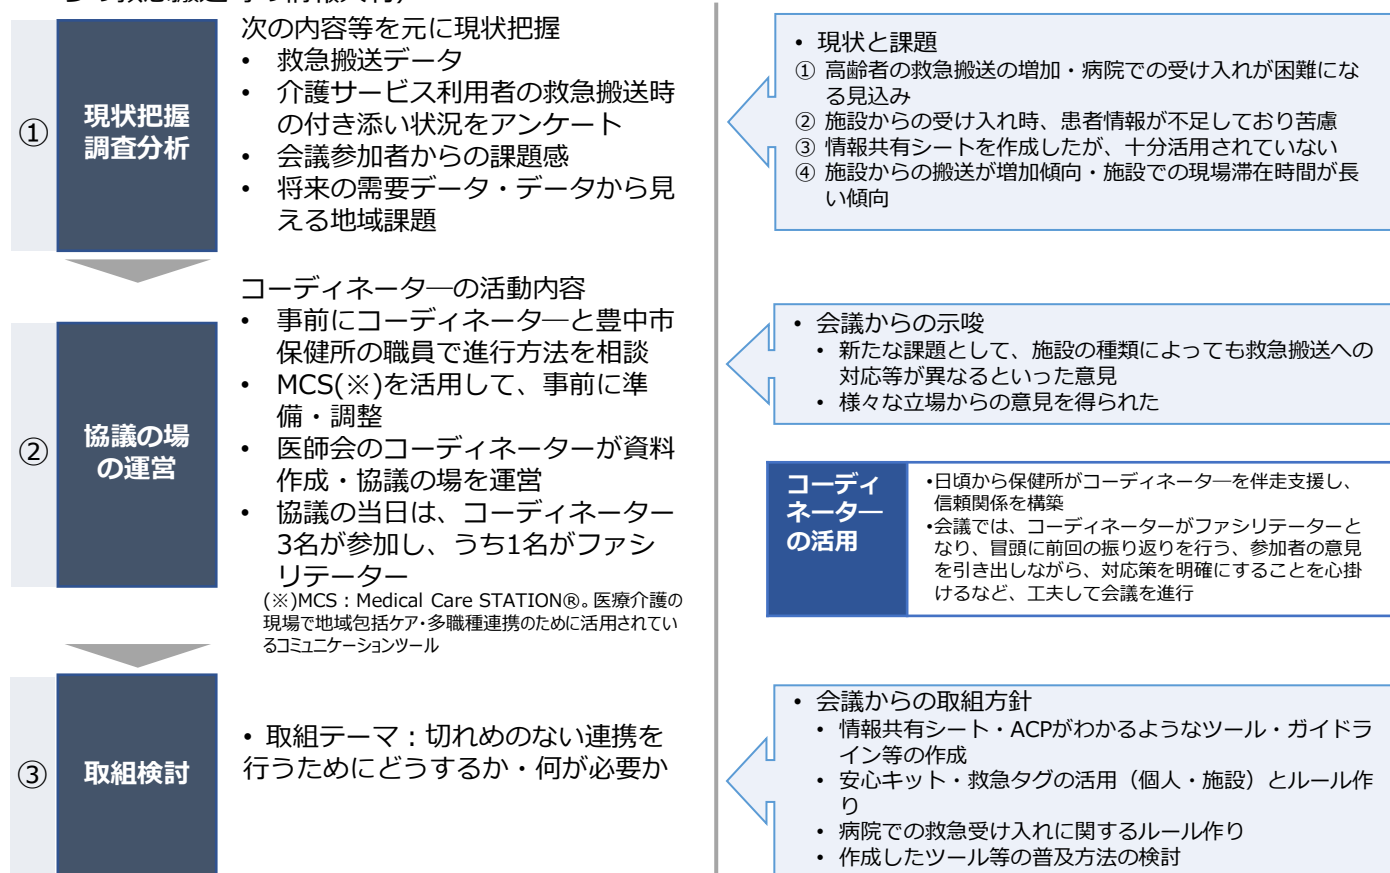 ①
現状把握
調査分析
次の内容等を元に現状把握
• 救急搬送データ
• 介護サービス利用者の救急搬送時
の付き添い状況をアンケート
• 会議参加者からの課題感
• 将来の需要データ・データから見
える地域課題
• 現状と課題
① 高齢者の救急搬送の増加・病院での受け入れが困難にな
る見込み
② 施設からの受け入れ時、患者情報が不足しており苦慮
③ 情報共有シートを作成したが、十分活用されていない
④ 施設からの搬送が増加傾向・施設での現場滞在時間が長
い傾向
②
協議の場
の運営
コーディネータ―の活動内容
• 事前にコーディネータ―と豊中市
保健所の職員で進行方法を相談
• MCS(※)を活用して、事前に準
備・調整
• 医師会のコーディネーターが資料
作成・協議の場を運営
• 協議の当日は、コーディネーター
3名が参加し、うち1名がファシ
リテーター
(※)MCS：Medical Care STATION®。医療介護の
現場で地域包括ケア・多職種連携のために活用されてい
るコミュニケーションツール
• 会議からの示唆
• 新たな課題として、施設の種類によっても救急搬送への
対応等が異なるといった意見
• 様々な立場からの意見を得られた
コーディ
ネータ―
の活用
•日頃から保健所がコーディネータ―を伴走支援し、
信頼関係を構築
•会議では、コーディネーターがファシリテーターと
なり、冒頭に前回の振り返りを行う、参加者の意見
を引き出しながら、対応策を明確にすることを心掛
けるなど、工夫して会議を進行
③
取組検討
• 取組テーマ：切れめのない連携を
行うためにどうするか・何が必要か
• 会議からの取組方針
• 情報共有シート・ACPがわかるようなツール・ガイドラ
イン等の作成
• 安心キット・救急タグの活用（個人・施設）とルール作
り
• 病院での救急受け入れに関するルール作り
• 作成したツール等の普及方法の検討